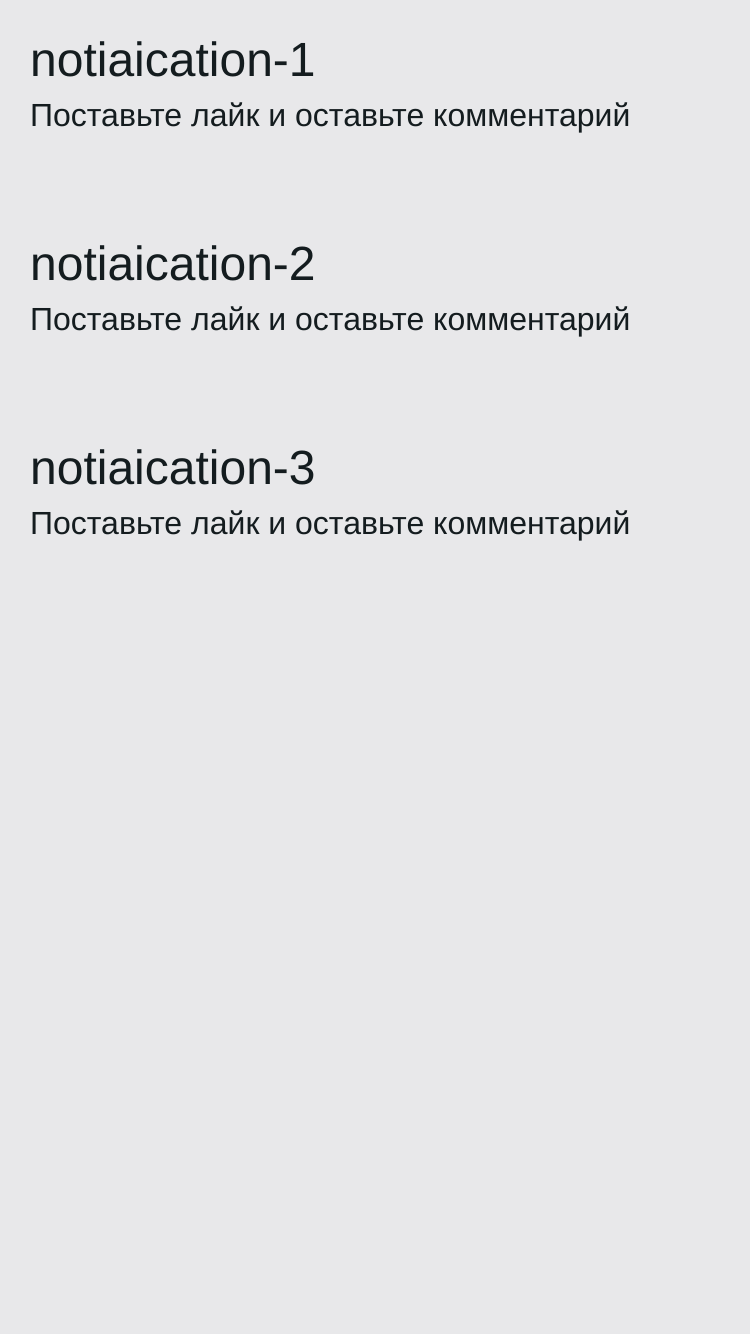 notiaication-1
Поставьте лайк и оставьте комментарий
notiaication-2
Поставьте лайк и оставьте комментарий
notiaication-3
Поставьте лайк и оставьте комментарий